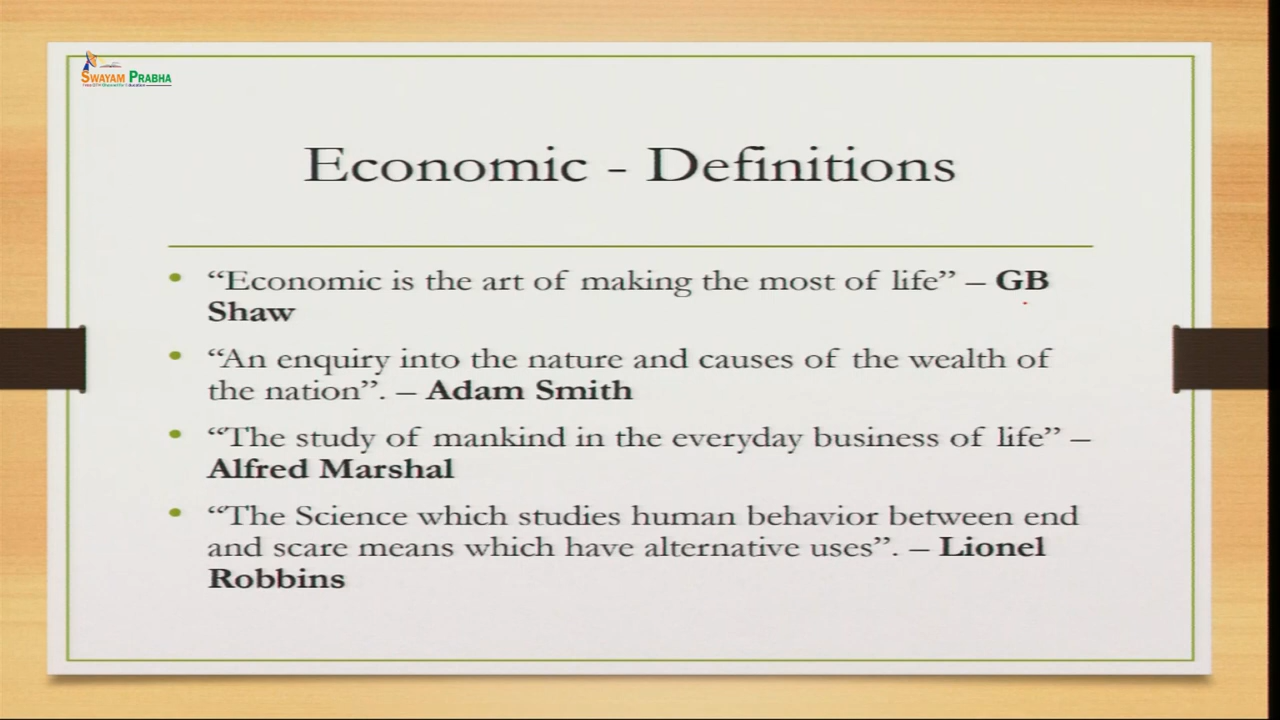 SWAYAM PRABHA
Economic - Definitions
• “Economic is the art of making the most of life” – GB
Shaw
• “An enquiry into the nature and causes of the wealth of
the nation”. – Adam Smith
• “The study of mankind in the everyday business of life” –
Alfred Marshal
• “The Science which studies human behavior between end
and scare means which have alternative uses”. – Lionel
Robbins